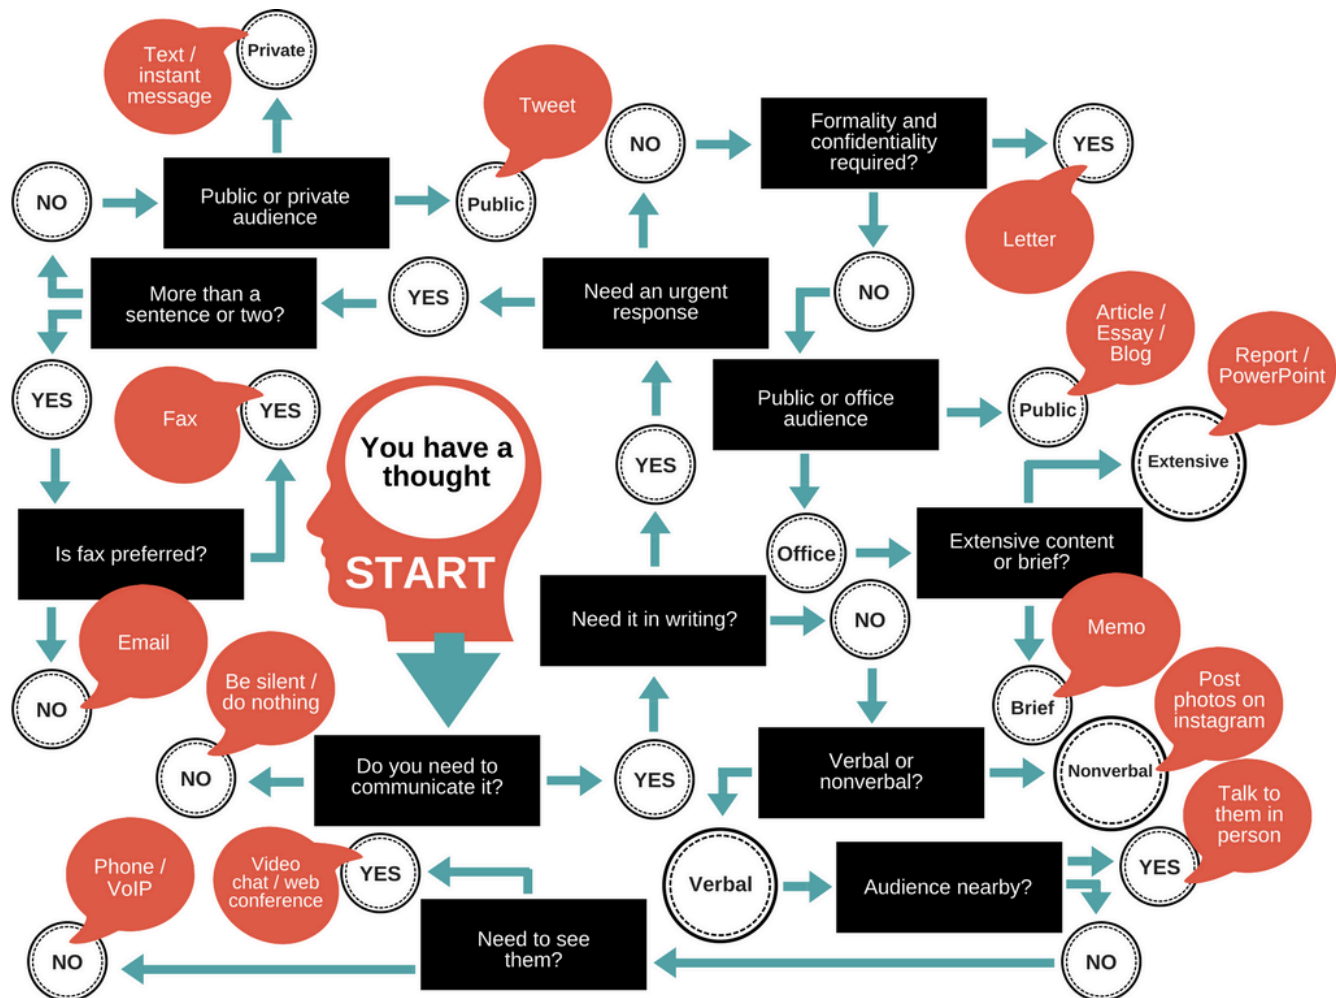 Text /
instant
message
Private
Tweet
NO
Formality and
confidentiality
required?
YES
Letter
NO
Public or private
audience
Public
More than a
sentence or two?
YES
Need an urgent
response
NO
Article /
Essay /
Blog
Report /
PowerPoint
YES
Fax
YES
You have a
thought
START
Public or office
audience
Public
Extensive
YES
Is fax preferred?
Office
Extensive content
or brief?
Need it in writing?
NO
Memo
Email
NO
Be silent /
do nothing
NO
Do you need to
communicate it?
YES
Verbal or
nonverbal?
Brief
Post
photos on
instagram
Nonverbal
Talk to
them in
person
Phone /
VoIP
Video
chat / web
conference
YES
Verbal
Audience nearby?
YES
NO
Need to see
them?
NO